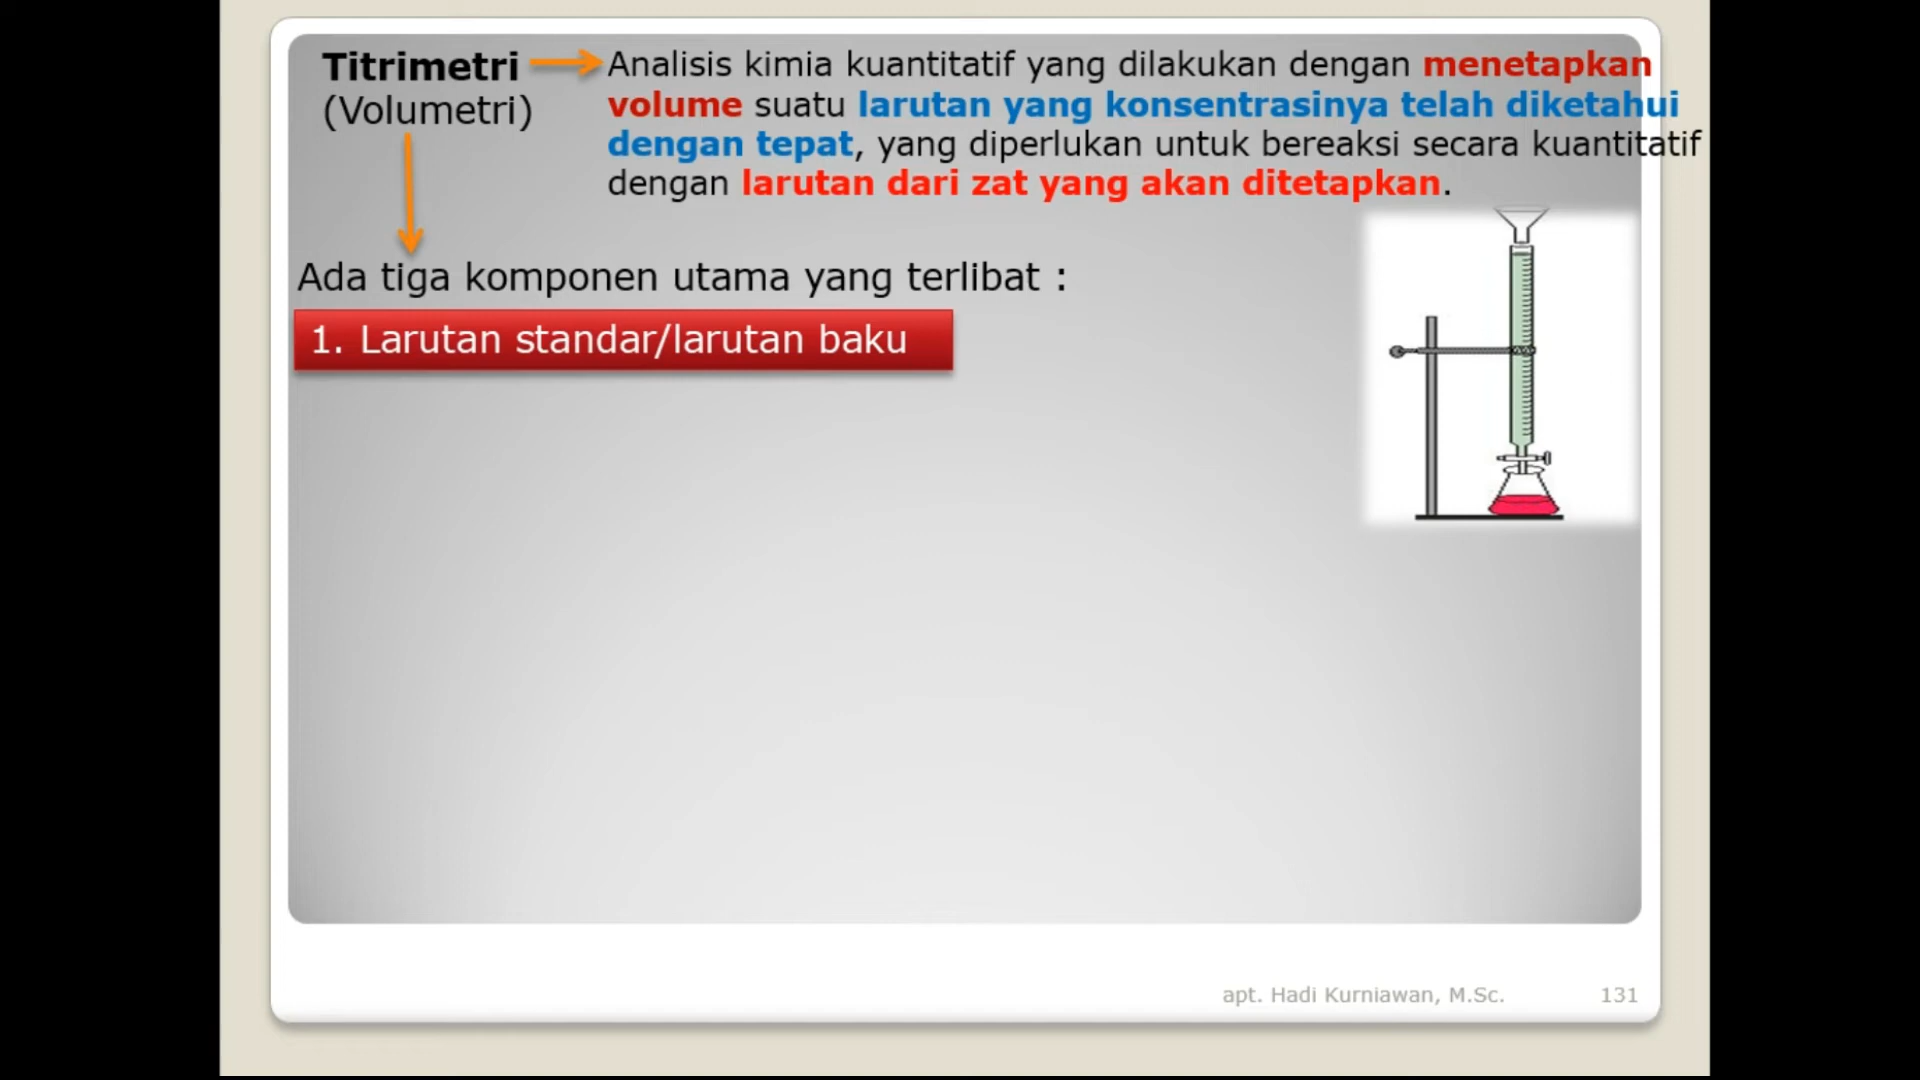 Titrimetri
(Volumetri)
Analisis kimia kuantitatif yang dilakukan dengan menetapkan
volume suatu larutan yang konsentrasinya telah diketahui
dengan tepat, yang diperlukan untuk bereaksi secara kuantitatif
dengan larutan dari zat yang akan ditetapkan.
Ada tiga komponen utama yang terlibat :
1. Larutan standar/larutan baku
apt. Hadi Kurniawan, M.Sc.
131